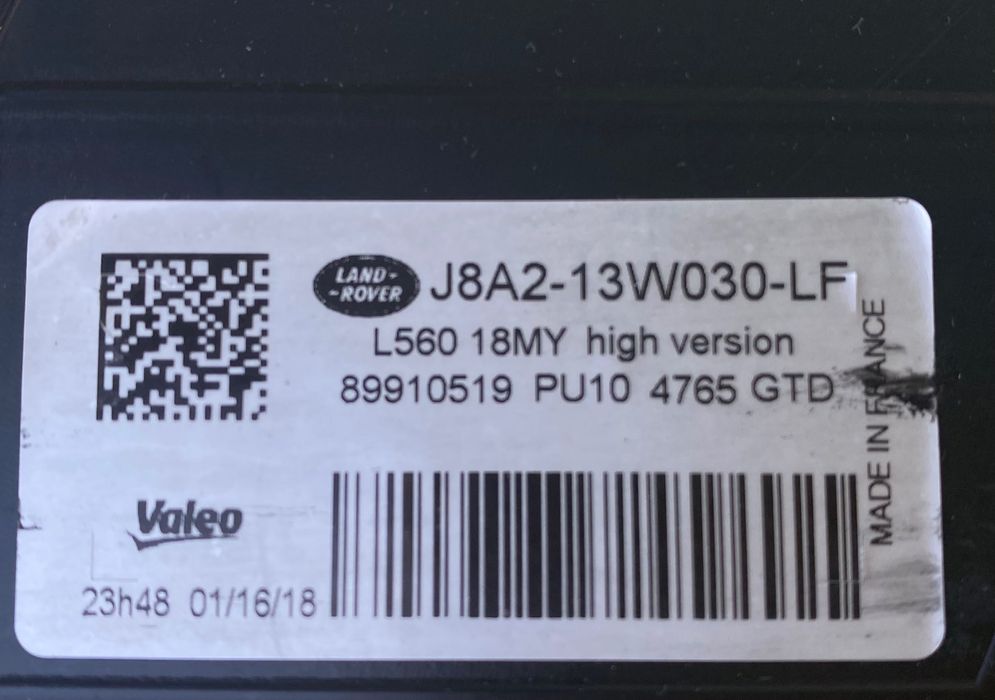 LAND-
-ROVER
J8A2-13W030-LF
L560 18MY high version
89910519 PU10 4765 GTD
MADE IN FRANCE
Valeo
23h48 01/16/18